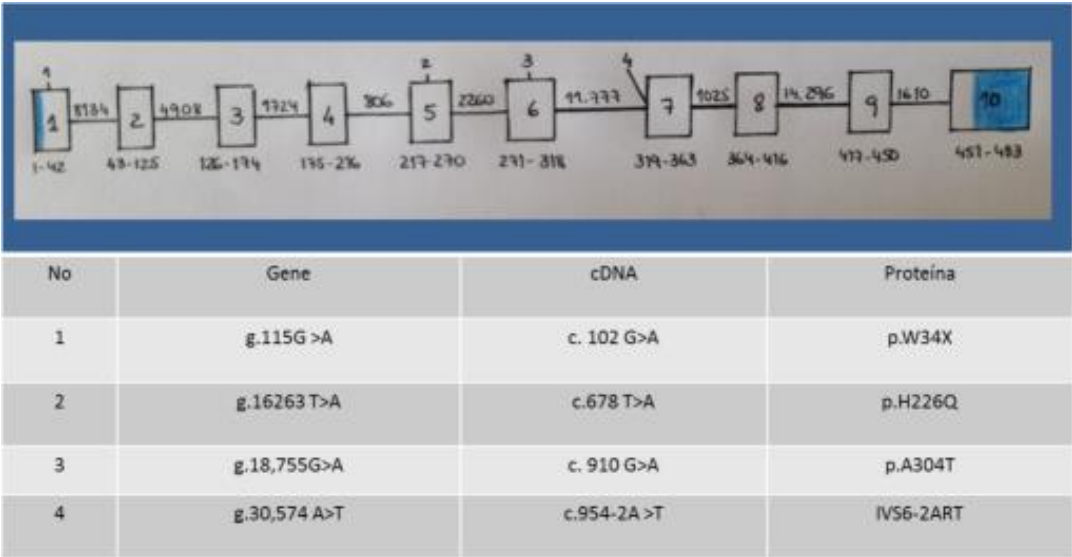 1 2 3 4
1 8134 2 4908 3 1724 4 806 5 2260 6 11.777 7 1025 8 14.296 9 1610 10
1-42 43-125 126-174 175-216 217-270 271-318 319-363 364-416 417-450 451-483
No Gene cDNA Proteína
1 g.115G >A c. 102 G>A p.W34X
2 g.16263 T>A c.678 T>A p.H226Q
3 g.18,755G>A c. 910 G>A p.A304T
4 g.30,574 A>T c.954-2A >T IVS6-2ART